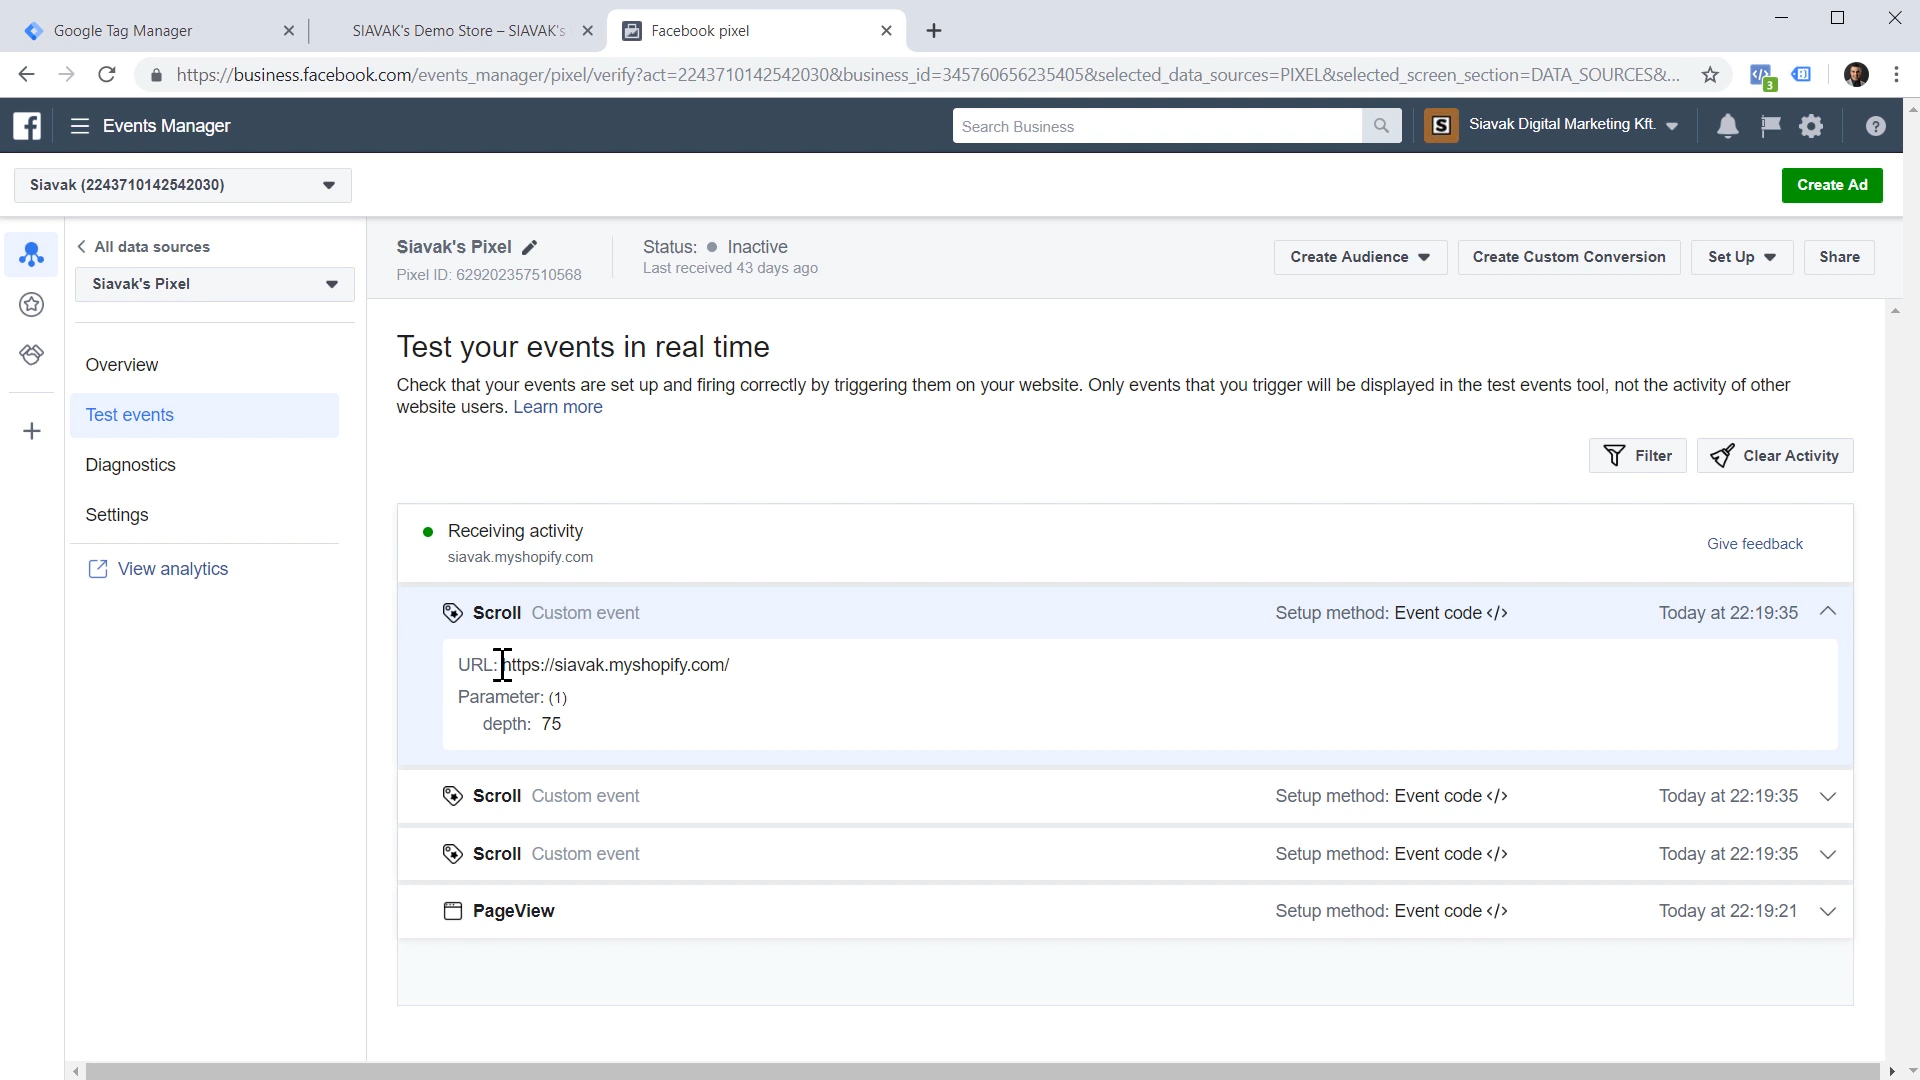 Google Tag Manager
SIAVAK's Demo Store – SIAVAK's
Facebook pixel
https://business.facebook.com/events_manager/pixel/verify?act=2243710142542030&business_id=345760656235405&selected_data_sources=PIXEL&selected_screen_section=DATA_SOURCES&...
3
Events Manager
Search Business
S
Siavak Digital Marketing Kft.
Siavak (2243710142542030)
Create Ad
All data sources
Siavak's Pixel
Overview
Test events
Diagnostics
Settings
View analytics
Siavak's Pixel
Pixel ID: 629202357510568
Status: Inactive
Last received 43 days ago
Create Audience
Create Custom Conversion
Set Up
Share
Test your events in real time
Check that your events are set up and firing correctly by triggering them on your website. Only events that you trigger will be displayed in the test events tool, not the activity of other
website users. Learn more
Filter
Clear Activity
Receiving activity
siavak.myshopify.com
Give feedback
Scroll Custom event Setup method: Event code </> Today at 22:19:35
URL: https://siavak.myshopify.com/
Parameter: (1)
depth: 75
Scroll Custom event Setup method: Event code </> Today at 22:19:35
Scroll Custom event Setup method: Event code </> Today at 22:19:35
PageView Setup method: Event code </> Today at 22:19:21